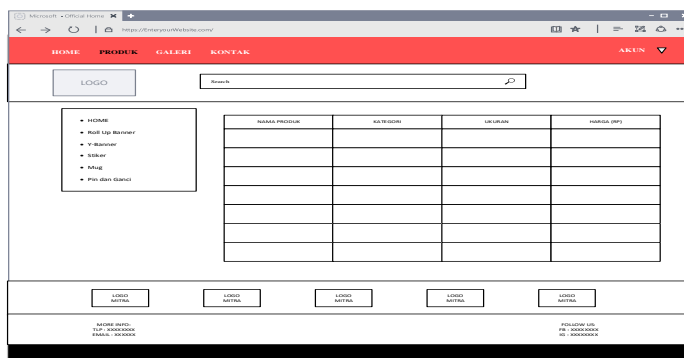 Microsoft - Official Home
https://EnteryourWebsite.com/
HOME PRODUK GALERI KONTAK AKUN
LOGO
Search
HOME
Roll Up Banner
Y-Banner
Stiker
Mug
Pin dan Ganci
NAMA PRODUK KATEGORI UKURAN HARGA (RP)
LOGO MITRA
LOGO MITRA
LOGO MITRA
LOGO MITRA
LOGO MITRA
MORE INFO:
TLP : XXXXXXXX
EMAIL : XXXXXX
FOLLOW US:
FB : XXXXXXXX
IG : XXXXXXXX